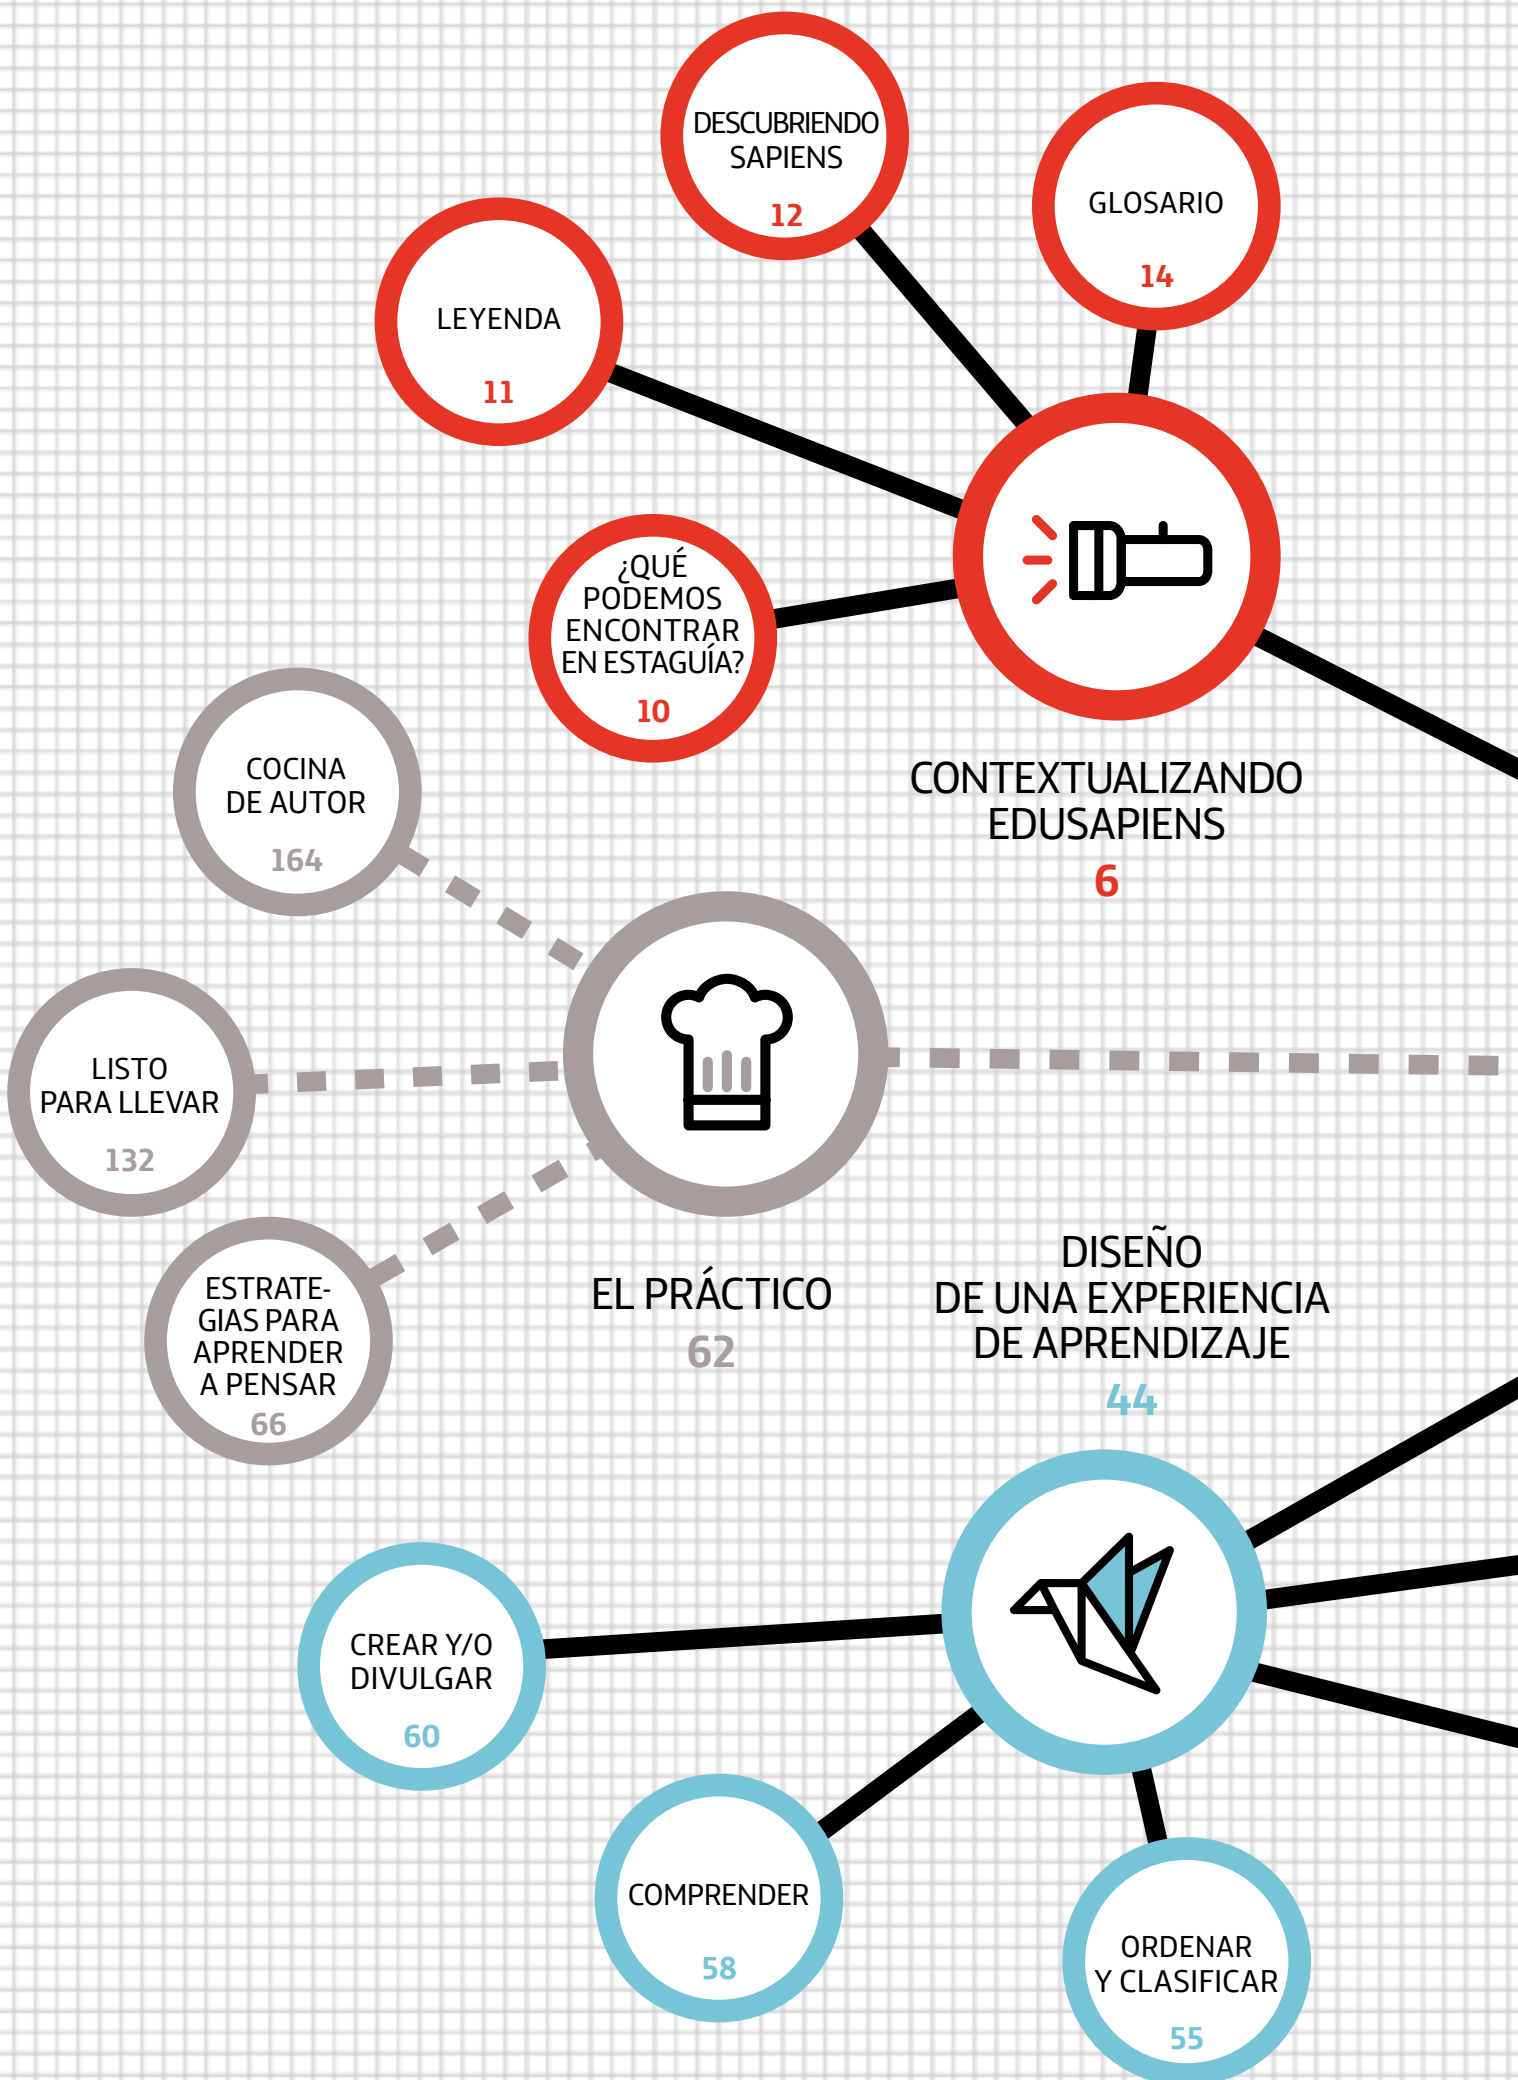 DESCUBRIENDO
SAPIENS
12
GLOSARIO
14
LEYENDA
11
¿QUÉ
PODEMOS
ENCONTRAR
EN ESTAGUÍA?
10
CONTEXTUALIZANDO
EDUSAPIENS
6
COCINA
DE AUTOR
164
LISTO
PARA LLEVAR
132
ESTRATE-
GIAS PARA
APRENDER
A PENSAR
66
EL PRÁCTICO
62
DISEÑO
DE UNA EXPERIENCIA
DE APRENDIZAJE
44
CREAR Y/O
DIVULGAR
60
COMPRENDER
58
ORDENAR
Y CLASIFICAR
55